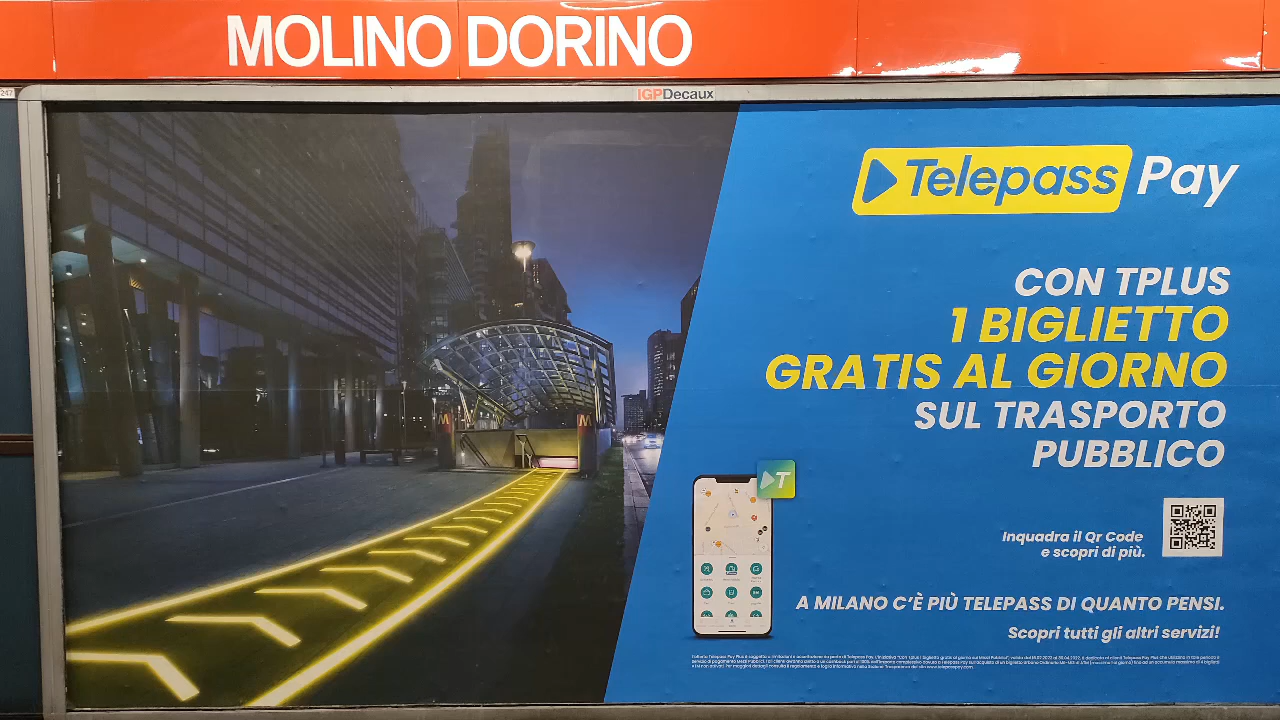 MOLINO DORINO
247
IGPDecaux
Telepass Pay
CON TPLUS
1 BIGLIETTO
GRATIS AL GIORNO
SUL TRASPORTO
PUBBLICO
M
M
T
Inquadra il Qr Code
e scopri di più.
A MILANO C'È PIÙ TELEPASS DI QUANTO PENSI.
Scopri tutti gli altri servizi!